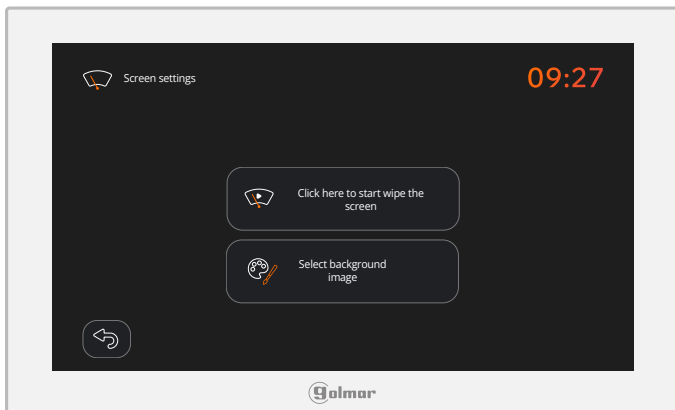 Screen settings
09:27
Click here to start wipe the
screen
Select background
image
golmar